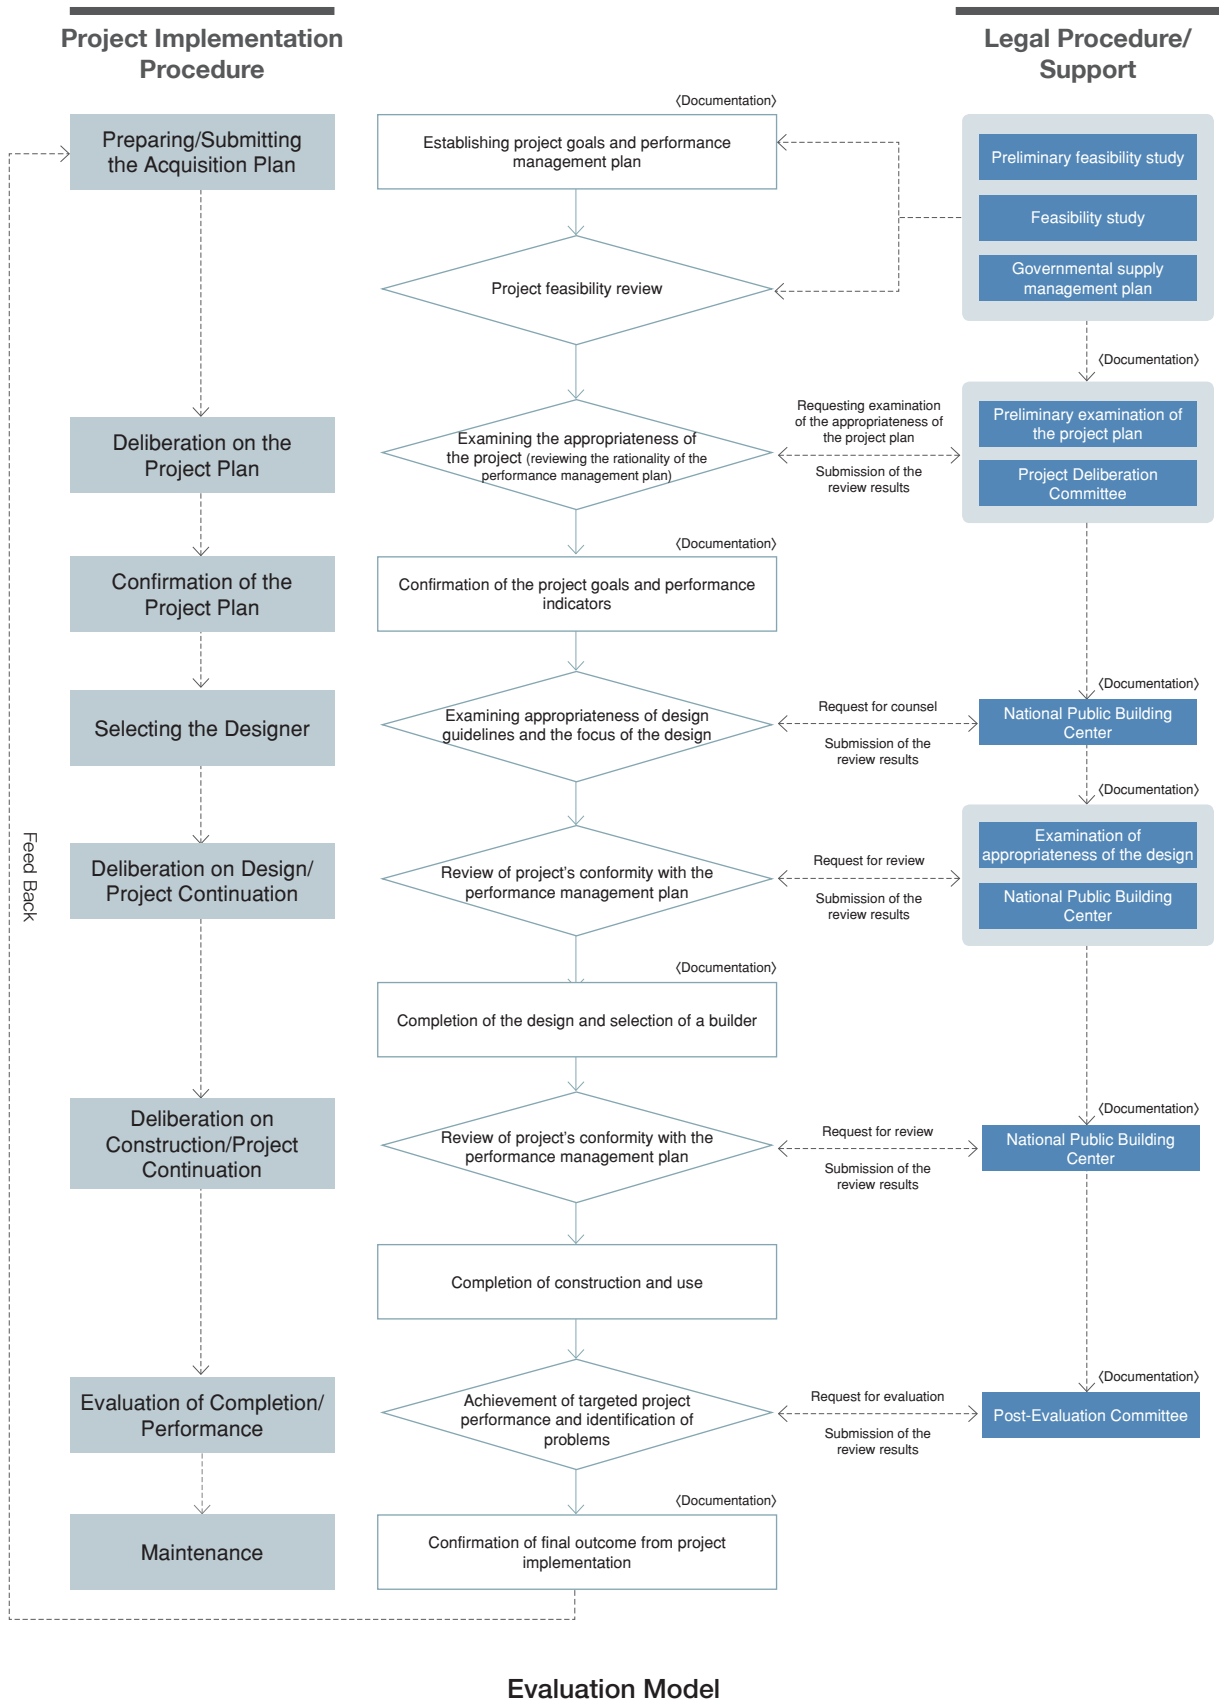 Project Implementation
Procedure
Legal Procedure/
Support
Preparing/Submitting
the Acquisition Plan
〈Documentation〉
Establishing project goals and performance
management plan
Preliminary feasibility study
Feasibility study
Governmental supply
management plan
Project feasibility review
〈Documentation〉
Deliberation on the
Project Plan
Examining the appropriateness of
the project (reviewing the rationality of the
performance management plan)
Requesting examination
of the appropriateness of
the project plan
Submission of the
review results
Preliminary examination of
the project plan
Project Deliberation
Committee
〈Documentation〉
Confirmation of the
Project Plan
Confirmation of the project goals and performance
indicators
〈Documentation〉
Selecting the Designer
Examining appropriateness of design
guidelines and the focus of the design
Request for counsel
Submission of the
review results
National Public Building
Center
〈Documentation〉
Deliberation on Design/
Project Continuation
Review of project's conformity with the
performance management plan
Request for review
Submission of the
review results
Examination of
appropriateness of the design
National Public Building
Center
Feed Back
〈Documentation〉
Completion of the design and selection of a builder
〈Documentation〉
Deliberation on
Construction/Project
Continuation
Review of project's conformity with the
performance management plan
Request for review
Submission of the
review results
National Public Building
Center
Completion of construction and use
〈Documentation〉
Evaluation of Completion/
Performance
Achievement of targeted project
performance and identification of
problems
Request for evaluation
Submission of the
review results
Post-Evaluation Committee
〈Documentation〉
Maintenance
Confirmation of final outcome from project
implementation
Evaluation Model